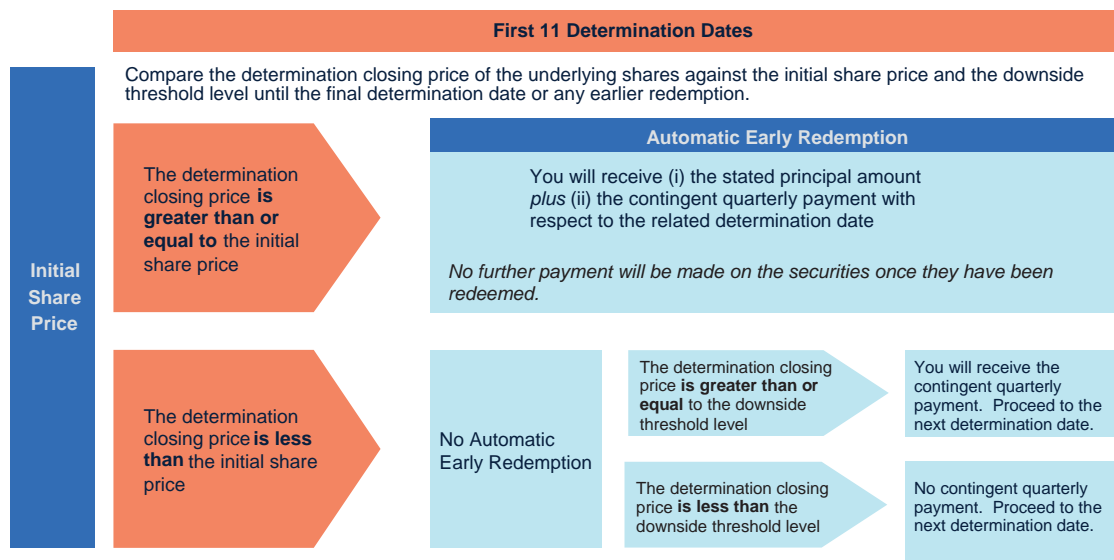 First 11 Determination Dates
Compare the determination closing price of the underlying shares against the initial share price and the downside
threshold level until the final determination date or any earlier redemption.
Initial
Share
Price
The determination
closing price is
greater than or
equal to the initial
share price
Automatic Early Redemption
You will receive (i) the stated principal amount
plus (ii) the contingent quarterly payment with
respect to the related determination date
No further payment will be made on the securities once they have been
redeemed.
The determination
closing price is less
than the initial share
price
No Automatic
Early Redemption
The determination closing
price is greater than or
equal to the downside
threshold level
You will receive the
contingent quarterly
payment.  Proceed to the
next determination date.
The determination closing
price is less than the
downside threshold level
No contingent quarterly
payment.  Proceed to the
next determination date.